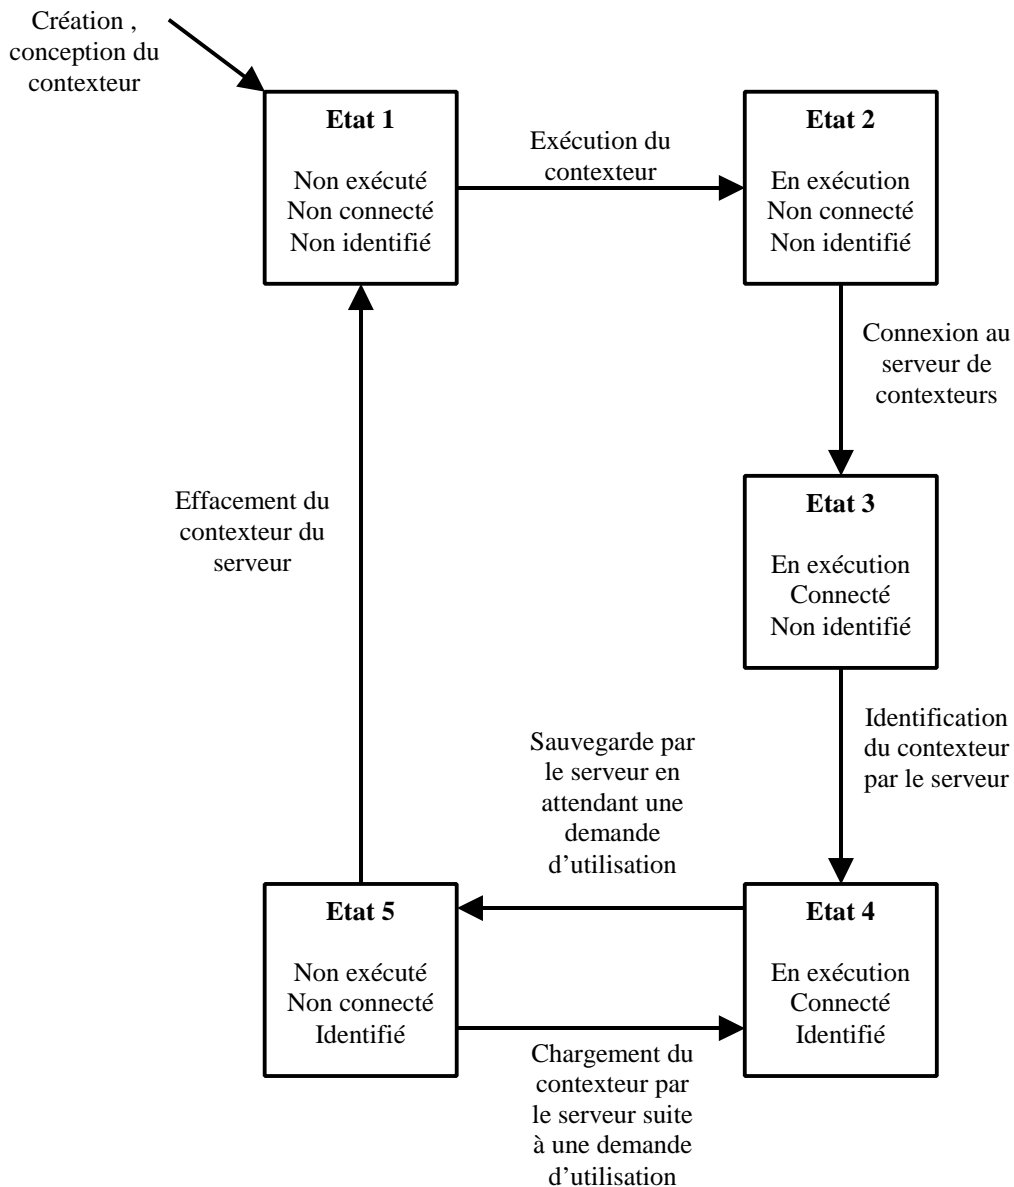 Création ,
conception du
contexteur
Etat 1
Non exécuté
Non connecté
Non identifié
Exécution du
contexteur
Etat 2
En exécution
Non connecté
Non identifié
Connexion au
serveur de
contexteurs
Etat 3
En exécution
Connecté
Non identifié
Effacement du
contexteur du
serveur
Identification
du contexteur
par le serveur
Sauvegarde par
le serveur en
attendant une
demande
d’utilisation
Etat 5
Non exécuté
Non connecté
Identifié
Etat 4
En exécution
Connecté
Identifié
Chargement du
contexteur par
le serveur suite
à une demande
d’utilisation